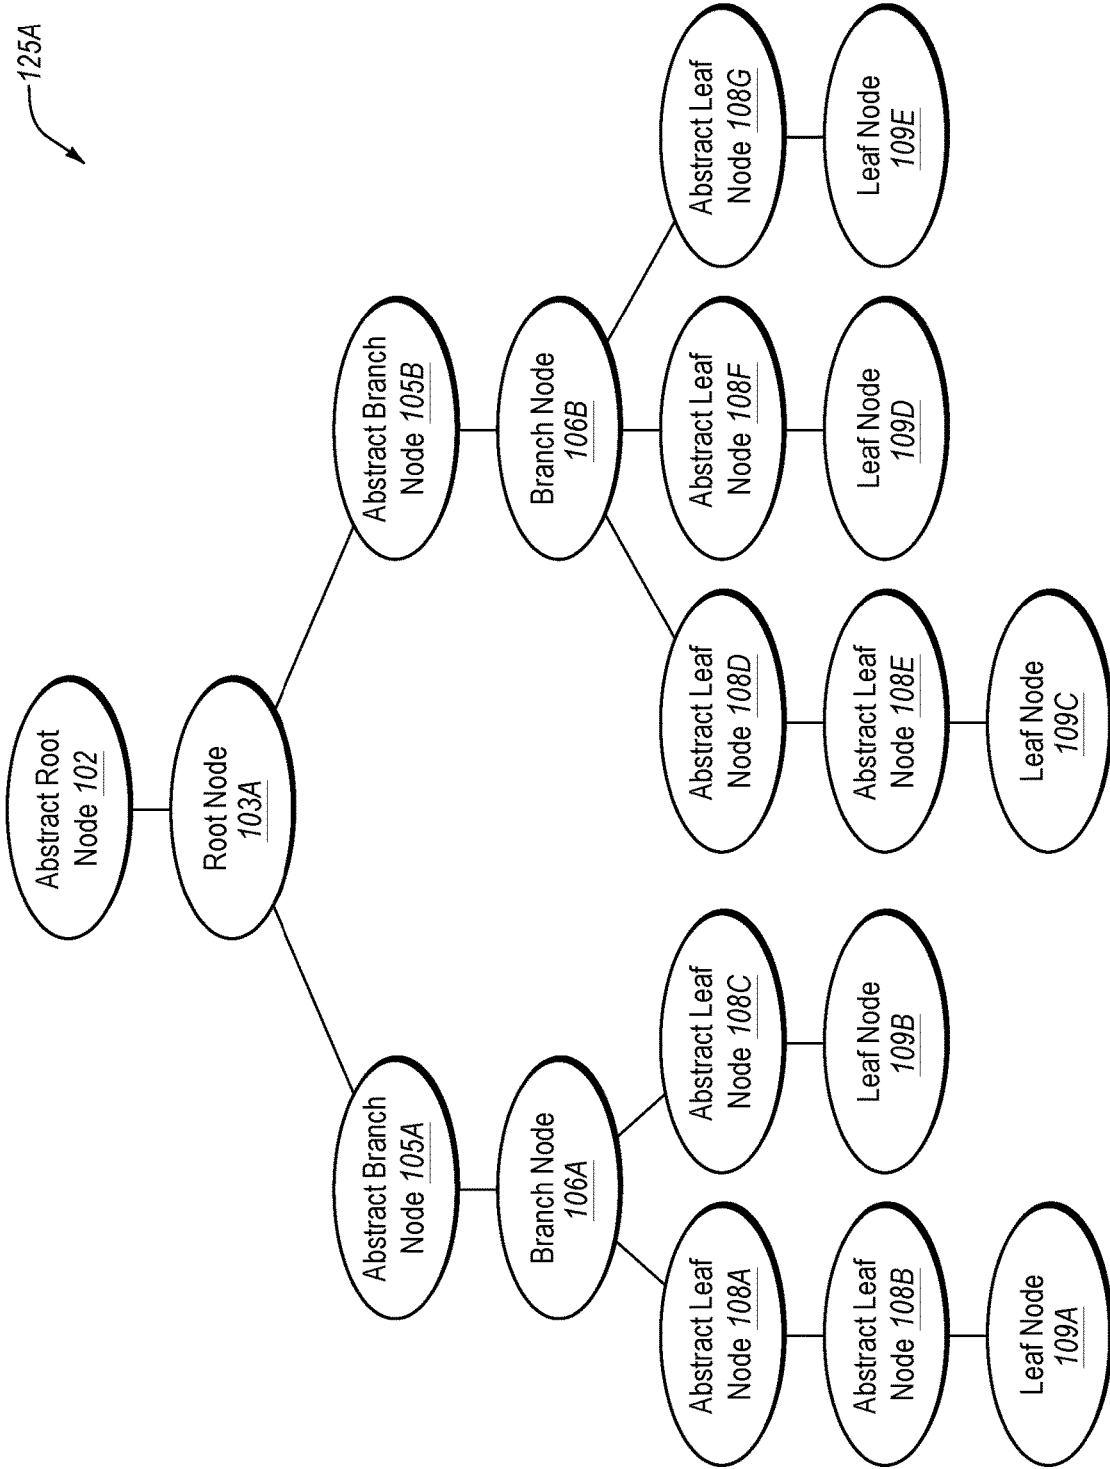 125A
Abstract Root
Node 102
Root Node
103A
Abstract Branch
Node 105A
Abstract Branch
Node 105B
Branch Node
106A
Branch Node
106B
Abstract Leaf
Node 108A
Abstract Leaf
Node 108C
Abstract Leaf
Node 108D
Abstract Leaf
Node 108F
Abstract Leaf
Node 108G
Abstract Leaf
Node 108B
Leaf Node
109B
Abstract Leaf
Node 108E
Leaf Node
109D
Leaf Node
109E
Leaf Node
109A
Leaf Node
109C